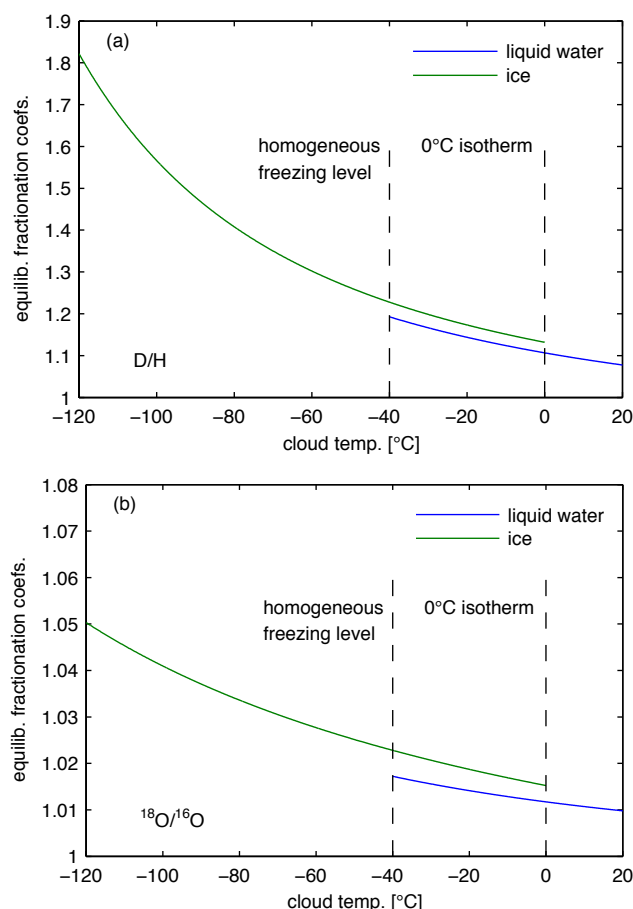 1.9
(a)
liquid water
1.8
ice
1.7
1.6
homogeneous
0°C isotherm
freezing level
1.5
equilib. fractionation coefs.
1.4
1.3
1.2
D/H
1.1
1
−120 −100 −80 −60 −40 −20 0 20
cloud temp. [°C]
1.08
(b)
liquid water
1.07
ice
1.06
homogeneous
0°C isotherm
freezing level
1.05
equilib. fractionation coefs.
1.04
1.03
1.02
1.01
¹⁸O/¹⁶O
1
−120 −100 −80 −60 −40 −20 0 20
cloud temp. [°C]